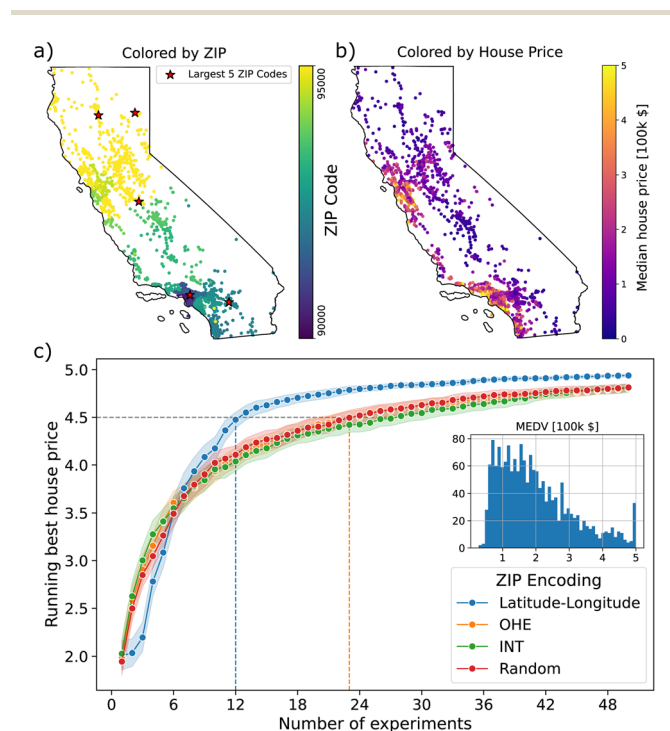 a)
Colored by ZIP
Largest 5 ZIP Codes
95000
ZIP Code
90000
b)
Colored by House Price
5
4
3
2
1
0
Median house price [100k $]
c)
5.0
4.5
4.0
3.5
3.0
2.5
2.0
Running best house price
MEDV [100k $]
80
60
40
20
0
1 2 3 4 5
ZIP Encoding
Latitude-Longitude
OHE
INT
Random
0 6 12 18 24 30 36 42 48
Number of experiments